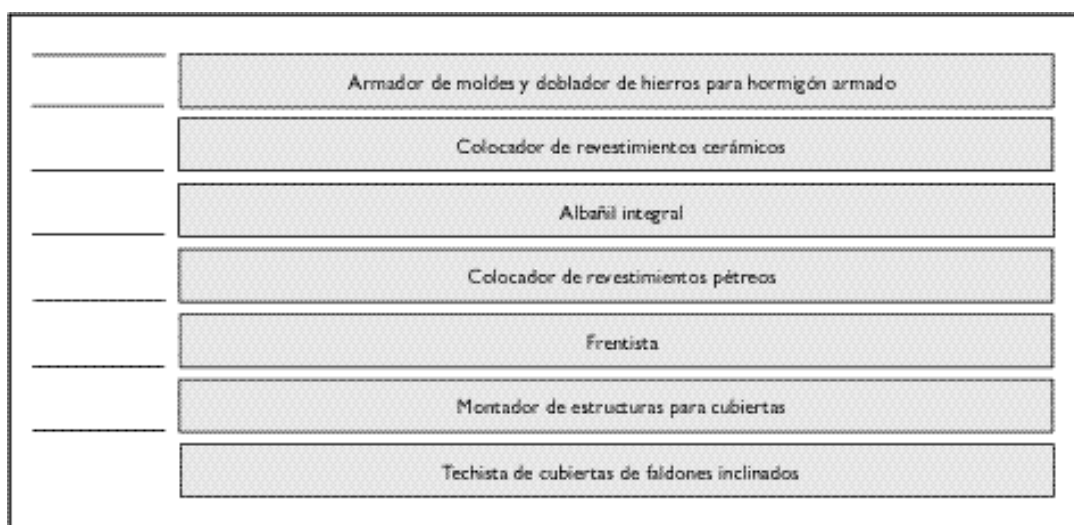 Armador de moldes y doblador de hierros para hormigón armado
Colocador de revestimientos cerámicos
Albañil integral
Colocador de revestimientos pétreos
Frentista
Montador de estructuras para cubiertas
Techista de cubiertas de faldones inclinados